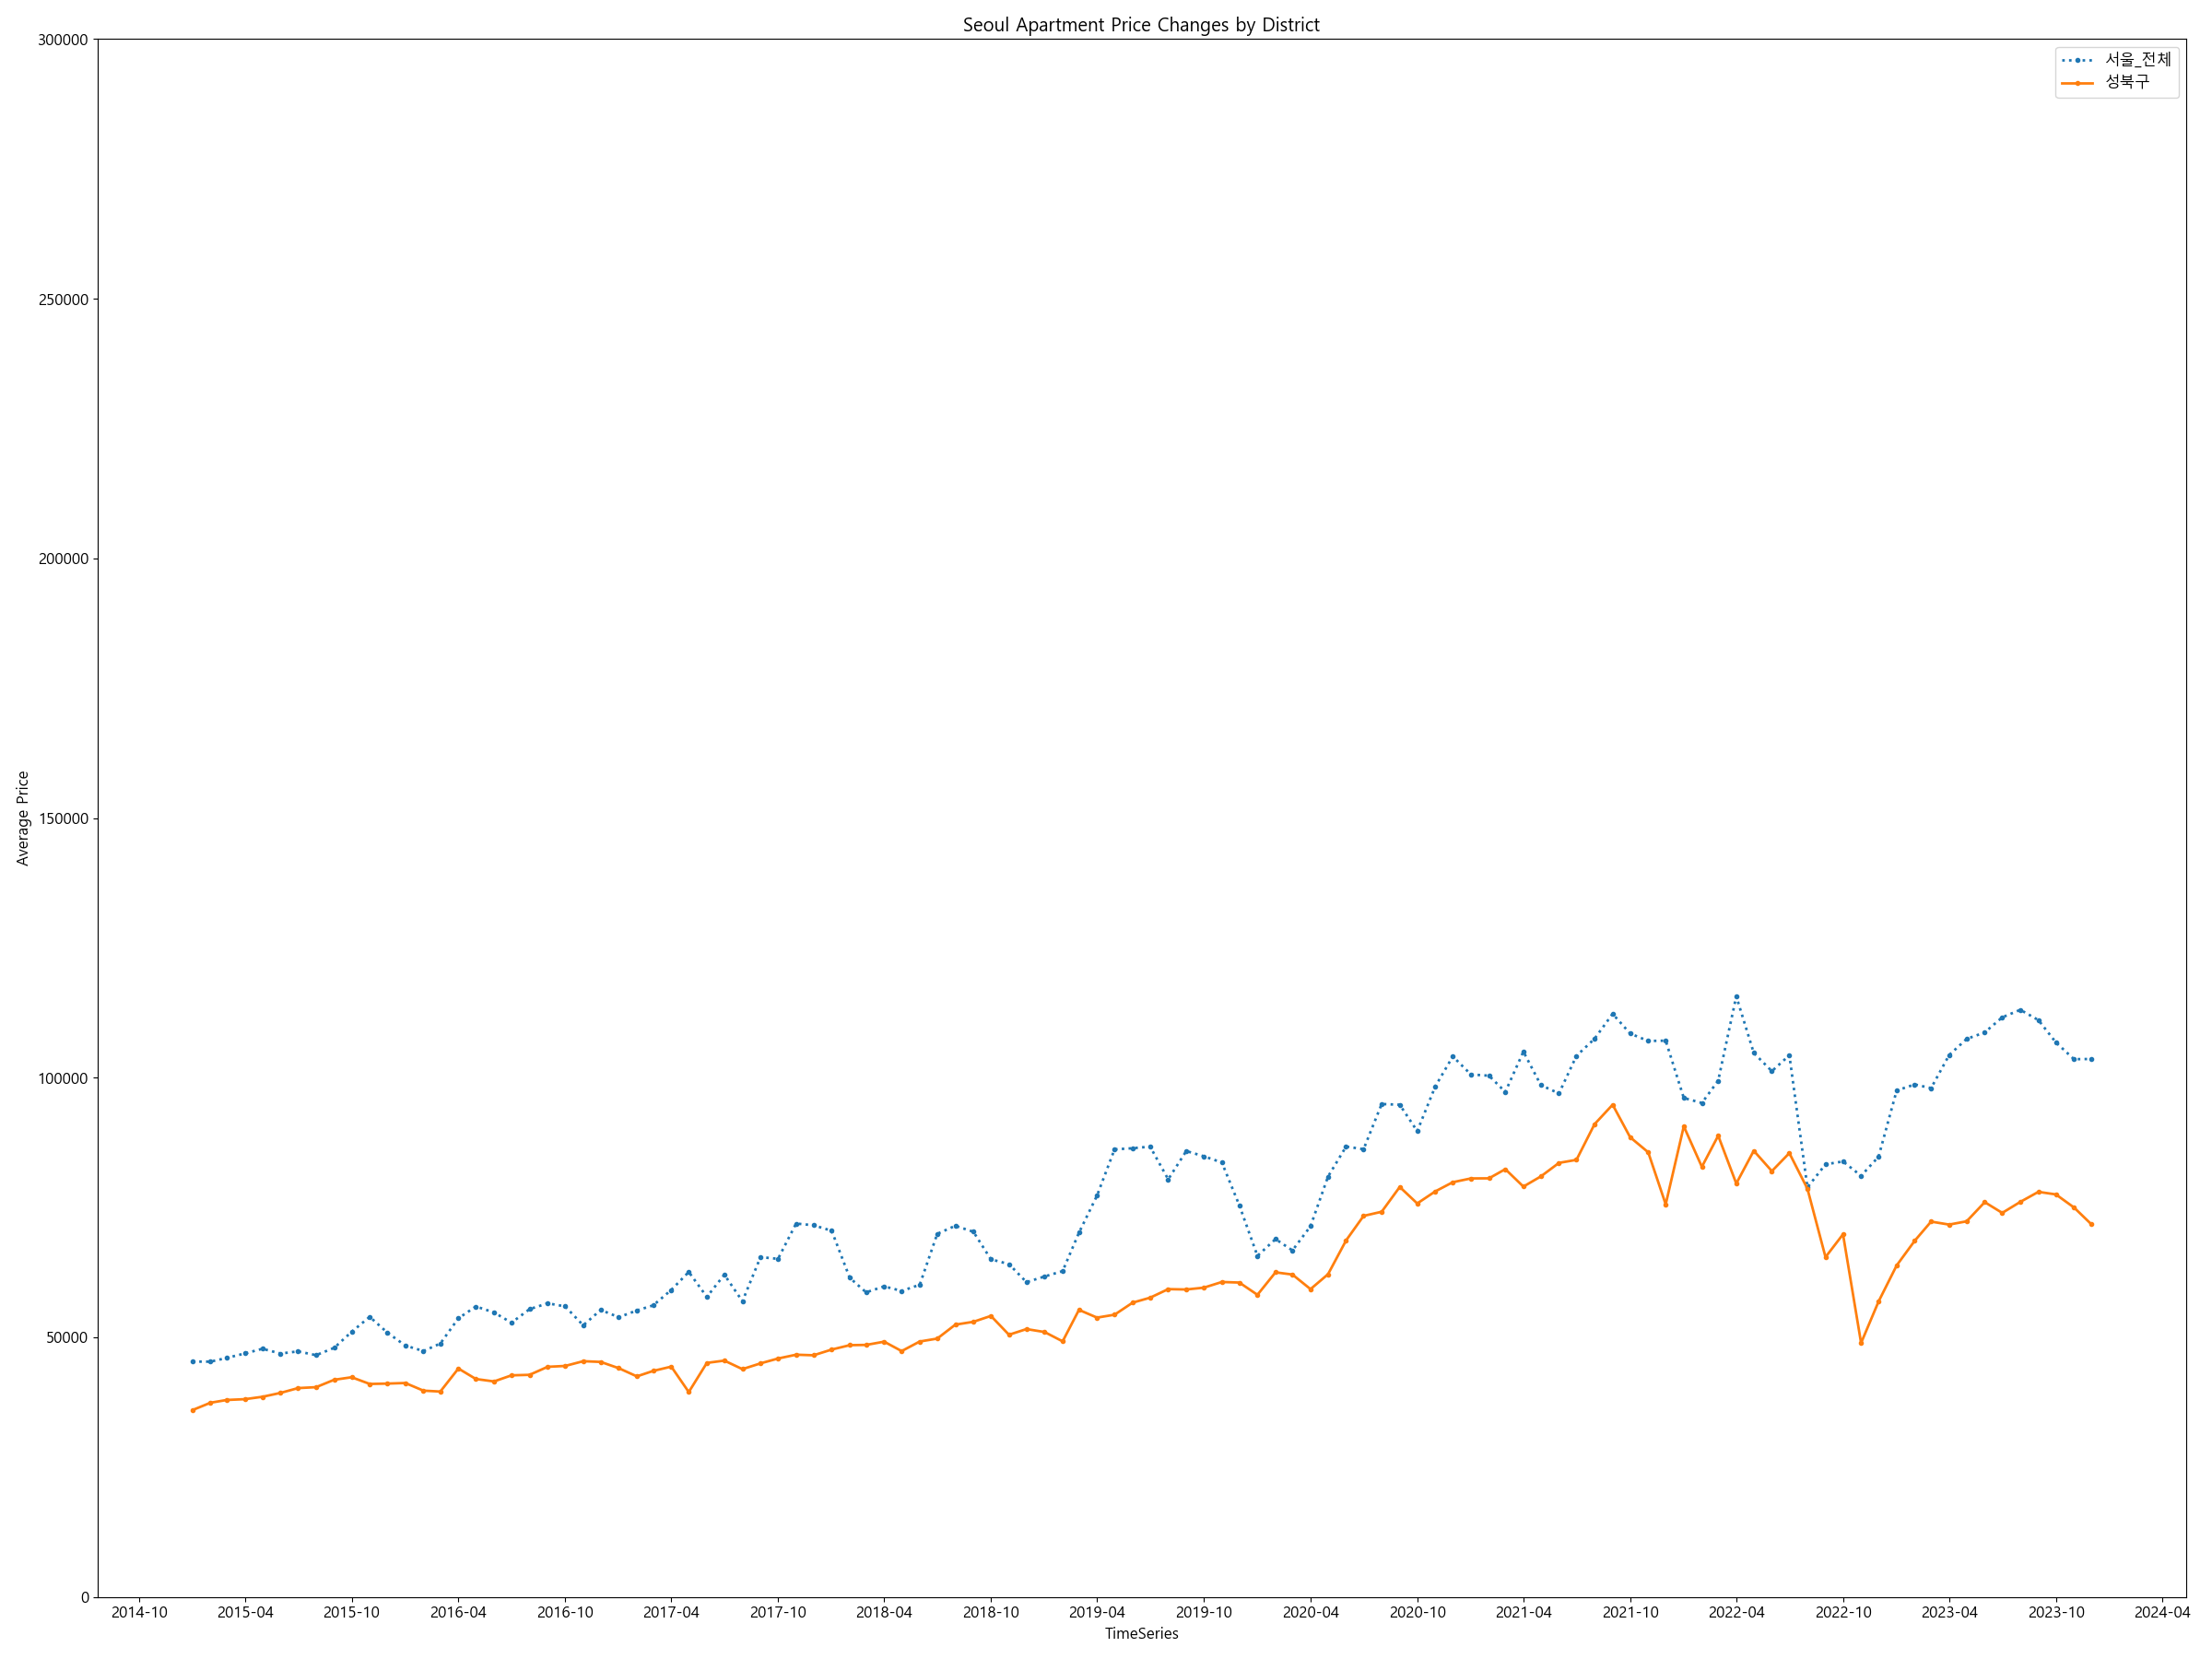 Seoul Apartment Price Changes by District
서울_전체
성북구
300000
250000
200000
150000
100000
50000
0
Average Price
2014-10 2015-04 2015-10 2016-04 2016-10 2017-04 2017-10 2018-04 2018-10 2019-04 2019-10 2020-04 2020-10 2021-04 2021-10 2022-04 2022-10 2023-04 2023-10 2024-04
TimeSeries